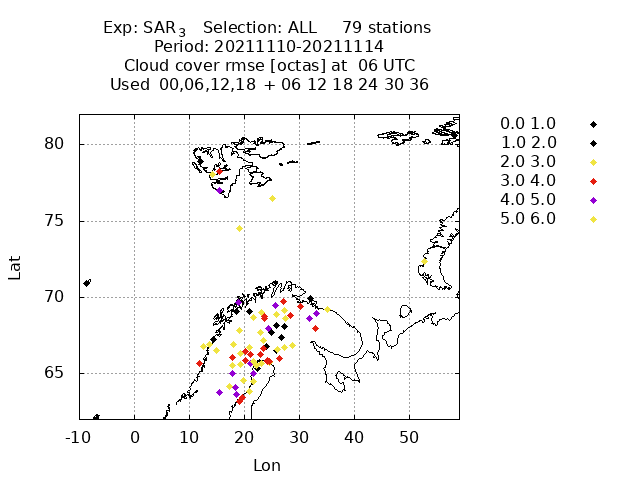 Exp: SAR3 Selection: ALL 79 stations
Period: 20211110-20211114
Cloud cover rmse [octas] at 06 UTC
Used 00,06,12,18 + 06 12 18 24 30 36
0.0 1.0
1.0 2.0
2.0 3.0
3.0 4.0
4.0 5.0
5.0 6.0
80
75
70
65
Lat
-10 0 10 20 30 40 50
Lon